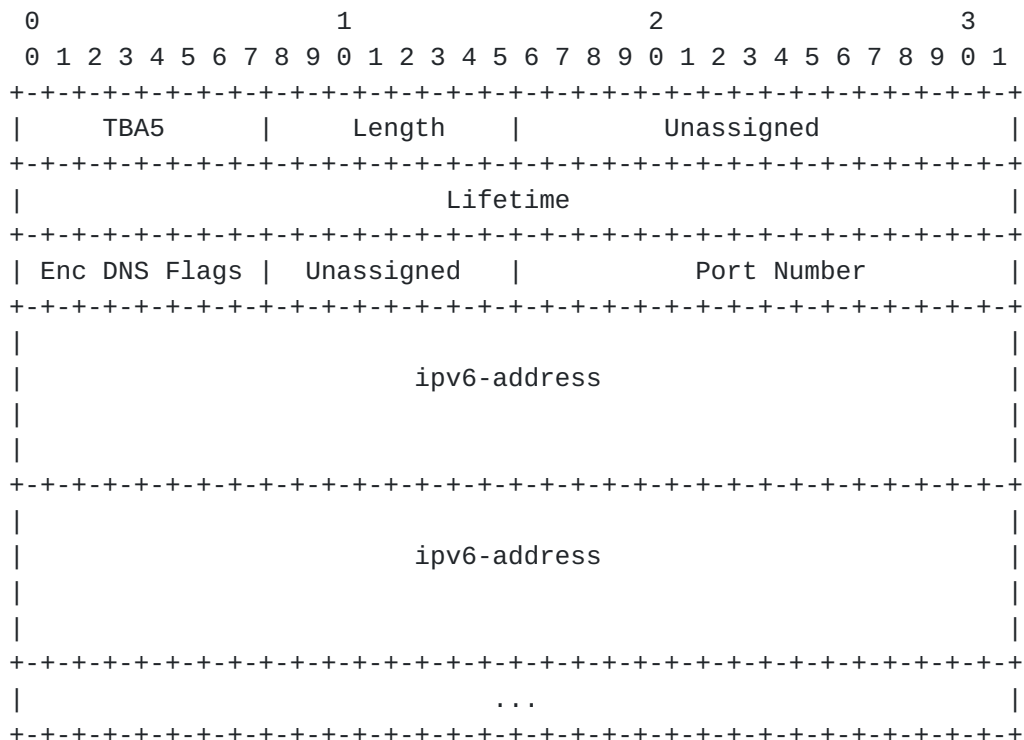 0                   1                   2                   3
 0 1 2 3 4 5 6 7 8 9 0 1 2 3 4 5 6 7 8 9 0 1 2 3 4 5 6 7 8 9 0 1
+-+-+-+-+-+-+-+-+-+-+-+-+-+-+-+-+-+-+-+-+-+-+-+-+-+-+-+-+-+-+-+-+
|     TBA5      |     Length    |         Unassigned            |
+-+-+-+-+-+-+-+-+-+-+-+-+-+-+-+-+-+-+-+-+-+-+-+-+-+-+-+-+-+-+-+-+
|                           Lifetime                            |
+-+-+-+-+-+-+-+-+-+-+-+-+-+-+-+-+-+-+-+-+-+-+-+-+-+-+-+-+-+-+-+-+
| Enc DNS Flags |  Unassigned   |           Port Number         |
+-+-+-+-+-+-+-+-+-+-+-+-+-+-+-+-+-+-+-+-+-+-+-+-+-+-+-+-+-+-+-+-+
|                                                               |
|                         ipv6-address                          |
|                                                               |
|                                                               |
+-+-+-+-+-+-+-+-+-+-+-+-+-+-+-+-+-+-+-+-+-+-+-+-+-+-+-+-+-+-+-+-+
|                                                               |
|                         ipv6-address                          |
|                                                               |
|                                                               |
+-+-+-+-+-+-+-+-+-+-+-+-+-+-+-+-+-+-+-+-+-+-+-+-+-+-+-+-+-+-+-+-+
|                              ...                              |
+-+-+-+-+-+-+-+-+-+-+-+-+-+-+-+-+-+-+-+-+-+-+-+-+-+-+-+-+-+-+-+-+